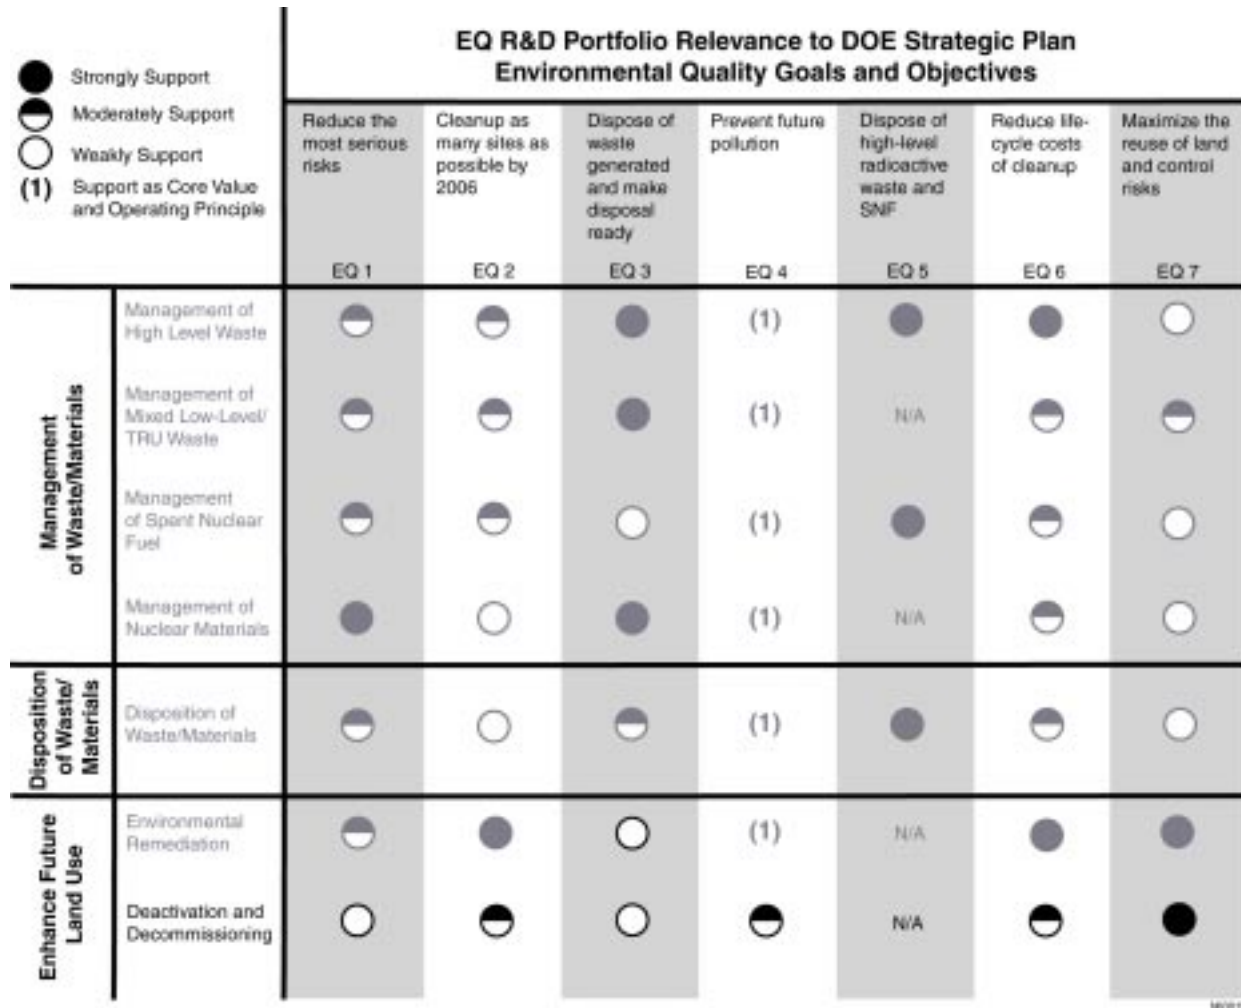 EQ R&D Portfolio Relevance to DOE Strategic Plan
Environmental Quality Goals and Objectives
Strongly Support
Moderately Support
Weakly Support
(1) Support as Core Value
and Operating Principle
Reduce the
most serious
risks
EQ 1
Cleanup as
many sites as
possible by
2006
EQ 2
Dispose of
waste
generated
and make
disposal
ready
EQ 3
Prevent future
pollution
EQ 4
Dispose of
high-level
radioactive
waste and
SNF
EQ 5
Reduce life-
cycle costs
of cleanup
EQ 6
Maximize the
reuse of land
and control
risks
EQ 7
Management
of Waste/Materials
Management of
High Level Waste
(1)
Management of
Mixed Low-Level/
TRU Waste
(1)
N/A
Management
of Spent Nuclear
Fuel
(1)
Management of
Nuclear Materials
(1)
N/A
Disposition
of Waste/
Materials
Disposition of
Waste/Materials
(1)
Enhance Future
Land Use
Environmental
Remediation
(1)
N/A
Deactivation and
Decommissioning
N/A